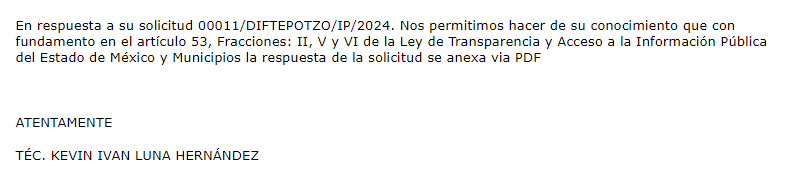 En respuesta a su solicitud 00011/DIFTEPOTZO/IP/2024. Nos permitimos hacer de su conocimiento que con
fundamento en el artículo 53, Fracciones: II, V y VI de la Ley de Transparencia y Acceso a la Información Pública
del Estado de México y Municipios la respuesta de la solicitud se anexa via PDF
ATENTAMENTE
TÉC. KEVIN IVAN LUNA HERNÁNDEZ